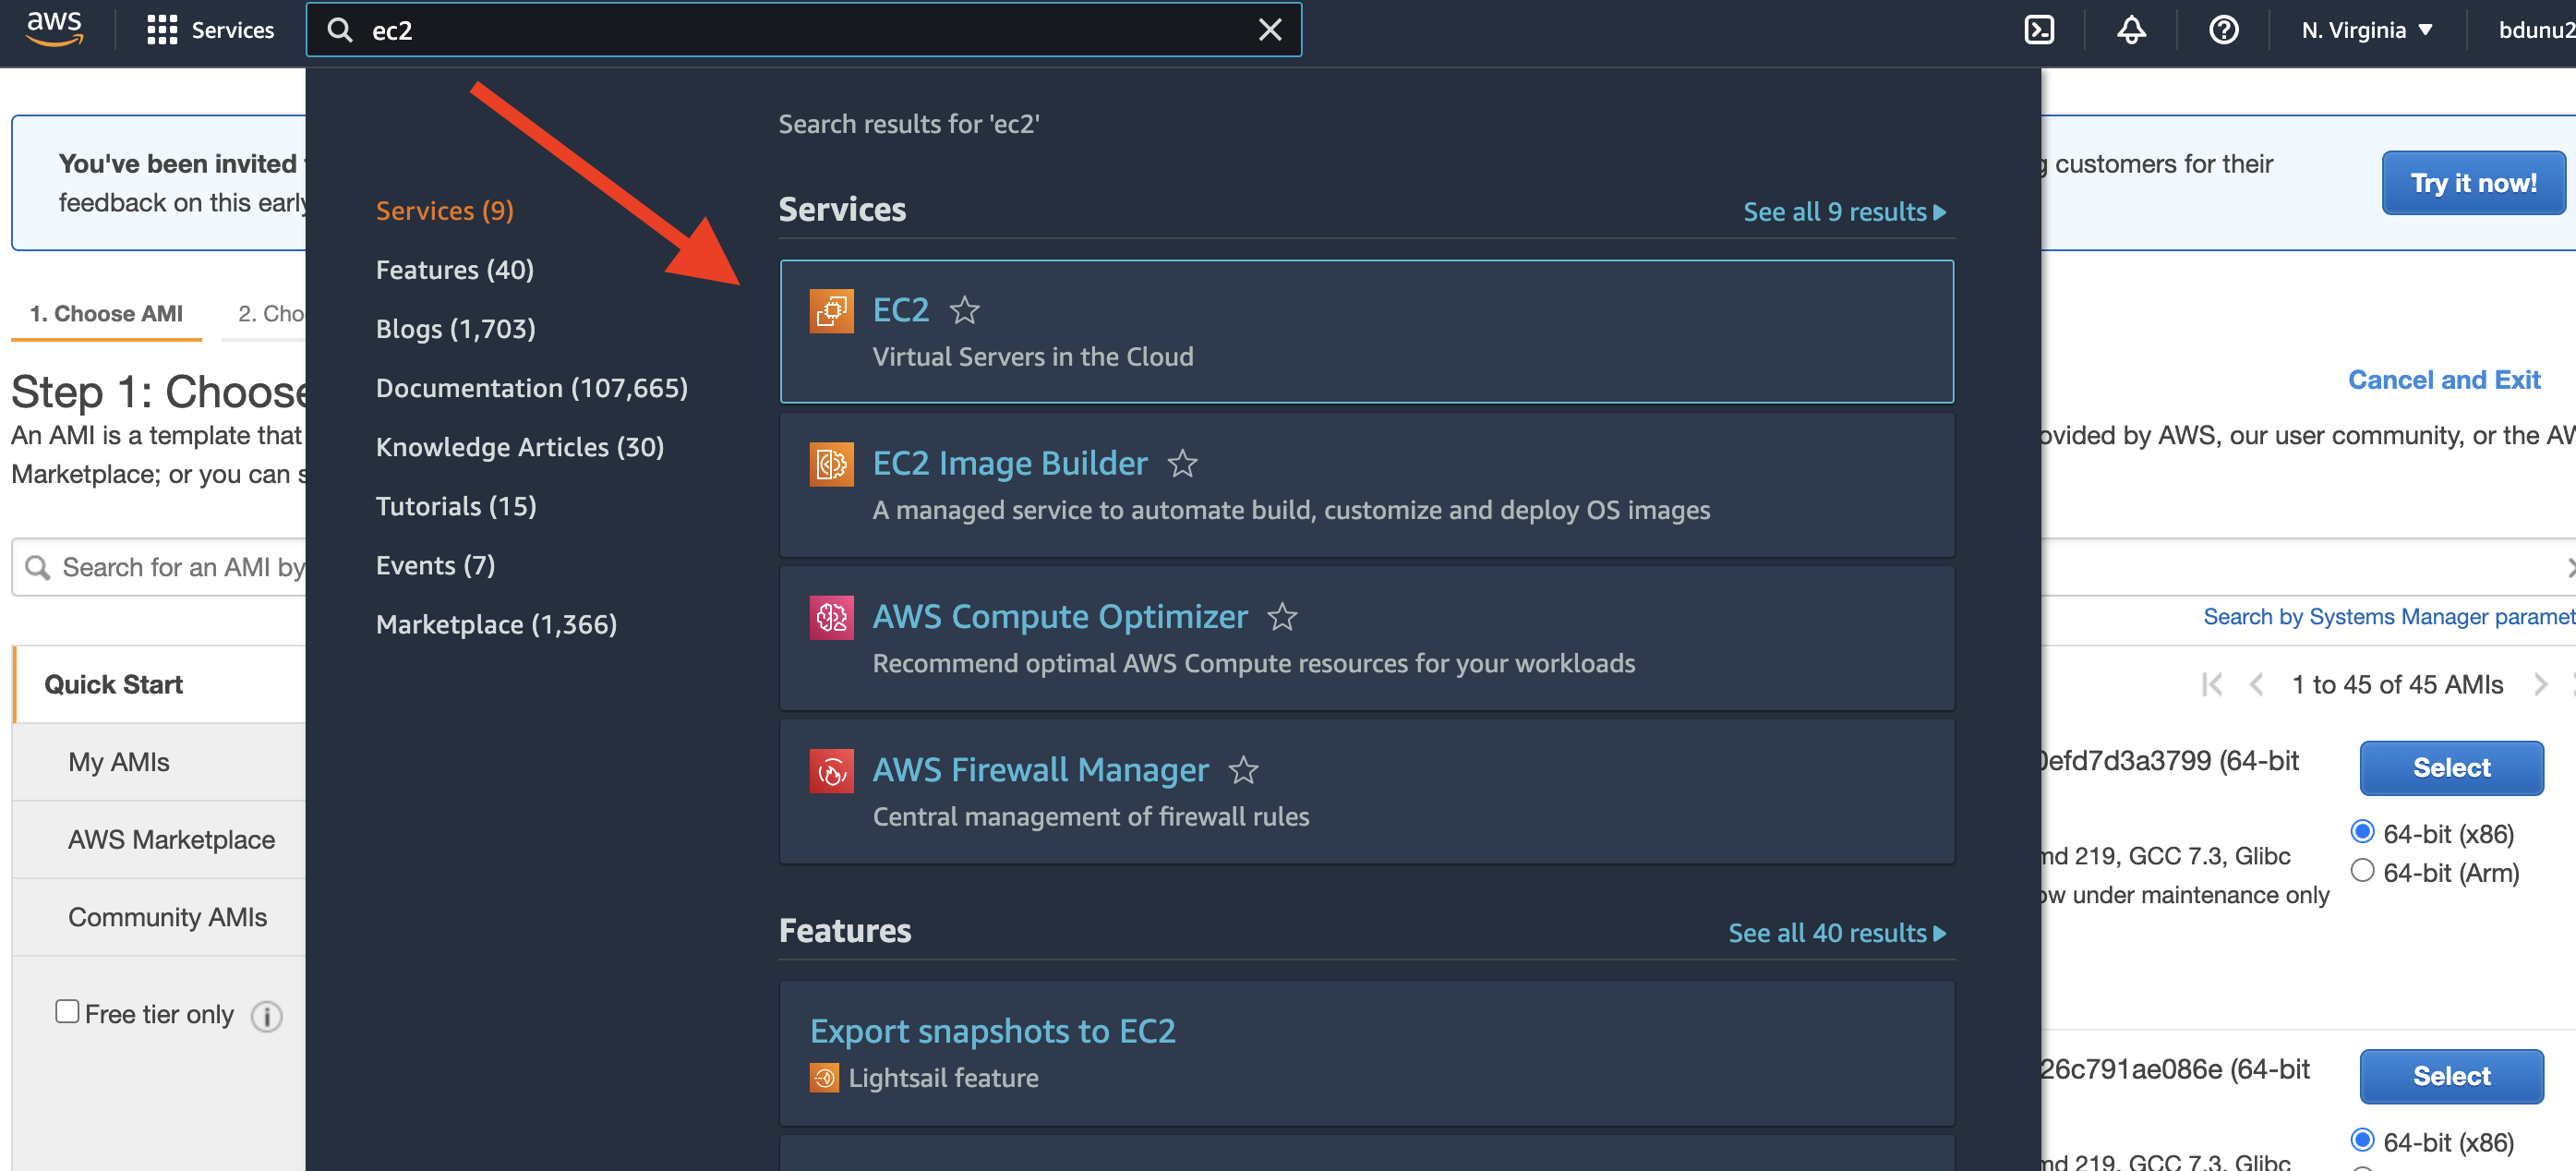 aws
Services
ec2
N. Virginia
bdunu2
Search results for 'ec2'
You've been invited
feedback on this early
customers for their
Try it now!
1. Choose AMI
2. Cho
Step 1: Choose
An AMI is a template that
Marketplace; or you can s
Cancel and Exit
ovided by AWS, our user community, or the AW
Search for an AMI by
Search by Systems Manager paramet
Quick Start
My AMIs
AWS Marketplace
Community AMIs
Free tier only
Services (9)
Features (40)
Blogs (1,703)
Documentation (107,665)
Knowledge Articles (30)
Tutorials (15)
Events (7)
Marketplace (1,366)
Services
See all 9 results
EC2
Virtual Servers in the Cloud
EC2 Image Builder
A managed service to automate build, customize and deploy OS images
AWS Compute Optimizer
Recommend optimal AWS Compute resources for your workloads
AWS Firewall Manager
Central management of firewall rules
Features
See all 40 results
Export snapshots to EC2
Lightsail feature
1 to 45 of 45 AMIs
0efd7d3a3799 (64-bit
Select
64-bit (x86)
64-bit (Arm)
md 219, GCC 7.3, Glibc
ow under maintenance only
26c791ae086e (64-bit
Select
64-bit (x86)
md 219, GCC 7.3, Glibc